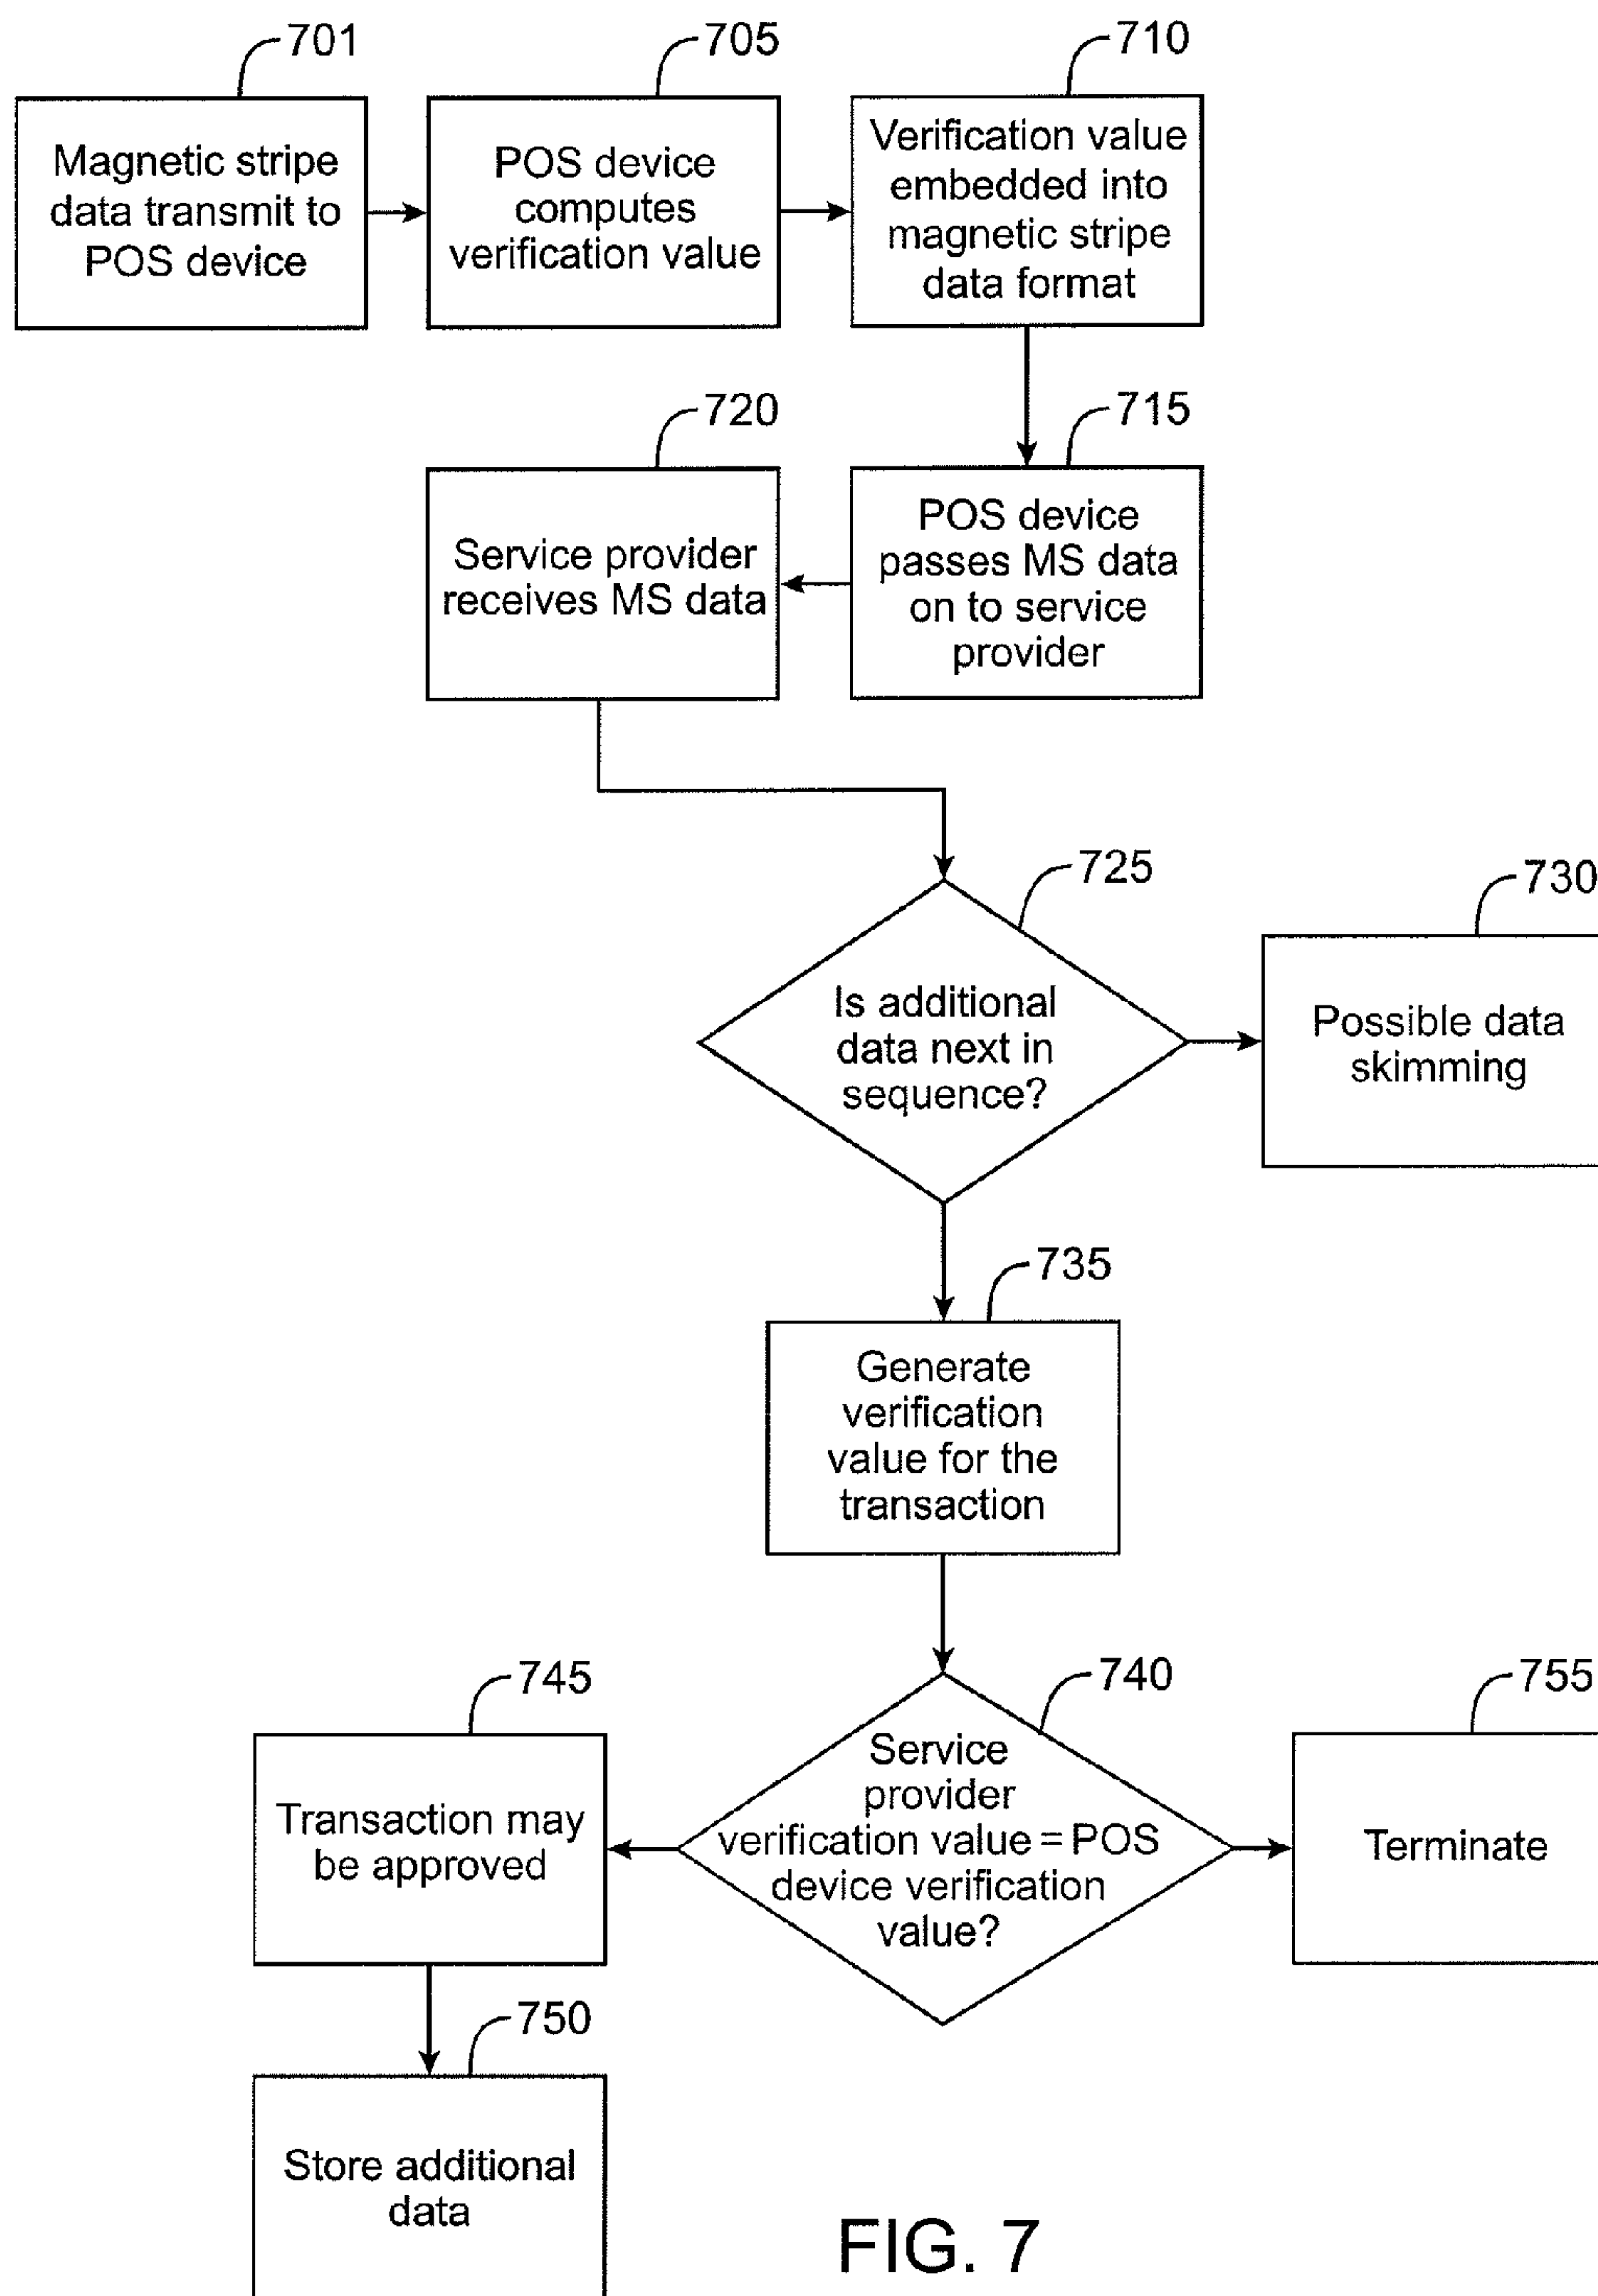 701
Magnetic stripe
data transmit to
POS device
705
POS device
computes
verification value
710
Verification value
embedded into
magnetic stripe
data format
715
POS device
passes MS data
on to service
provider
720
Service provider
receives MS data
725
Is additional
data next in
sequence?
730
Possible data
skimming
735
Generate
verification
value for the
transaction
740
Service
provider
verification value = POS
device verification
value?
745
Transaction may
be approved
750
Store additional
data
755
Terminate
FIG. 7